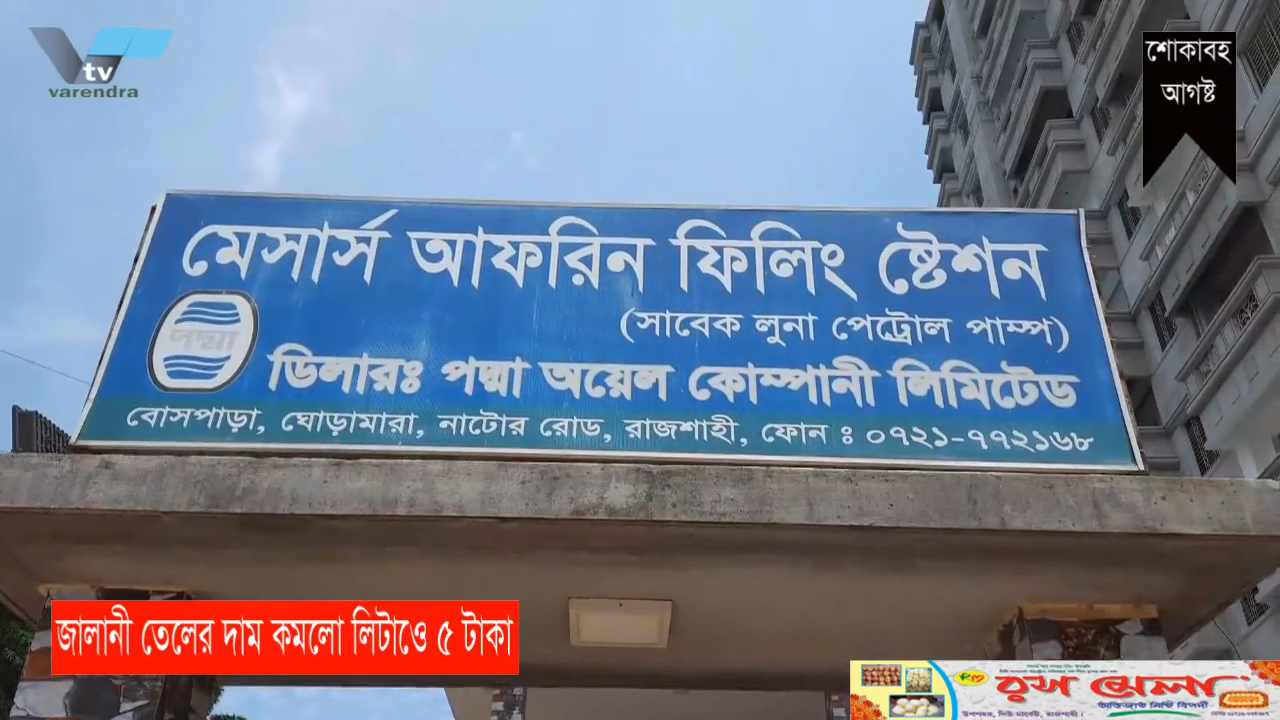 tv
varendra
শোকাবহ
আগষ্ট
মেসার্স আফরিন ফিলিং ষ্টেশন
(সাবেক লুনা পেট্রোল পাম্প)
পদ্মা
ডিলারঃ পদ্মা অয়েল কোম্পানী লিমিটেড
বোসপাড়া, ঘোড়ামারা, নাটোর রোড, রাজশাহী, ফোন ঃ ০৭২১-৭৭২১৬৮
জালানী তেলের দাম কমলো লিটাওে ৫ টাকা